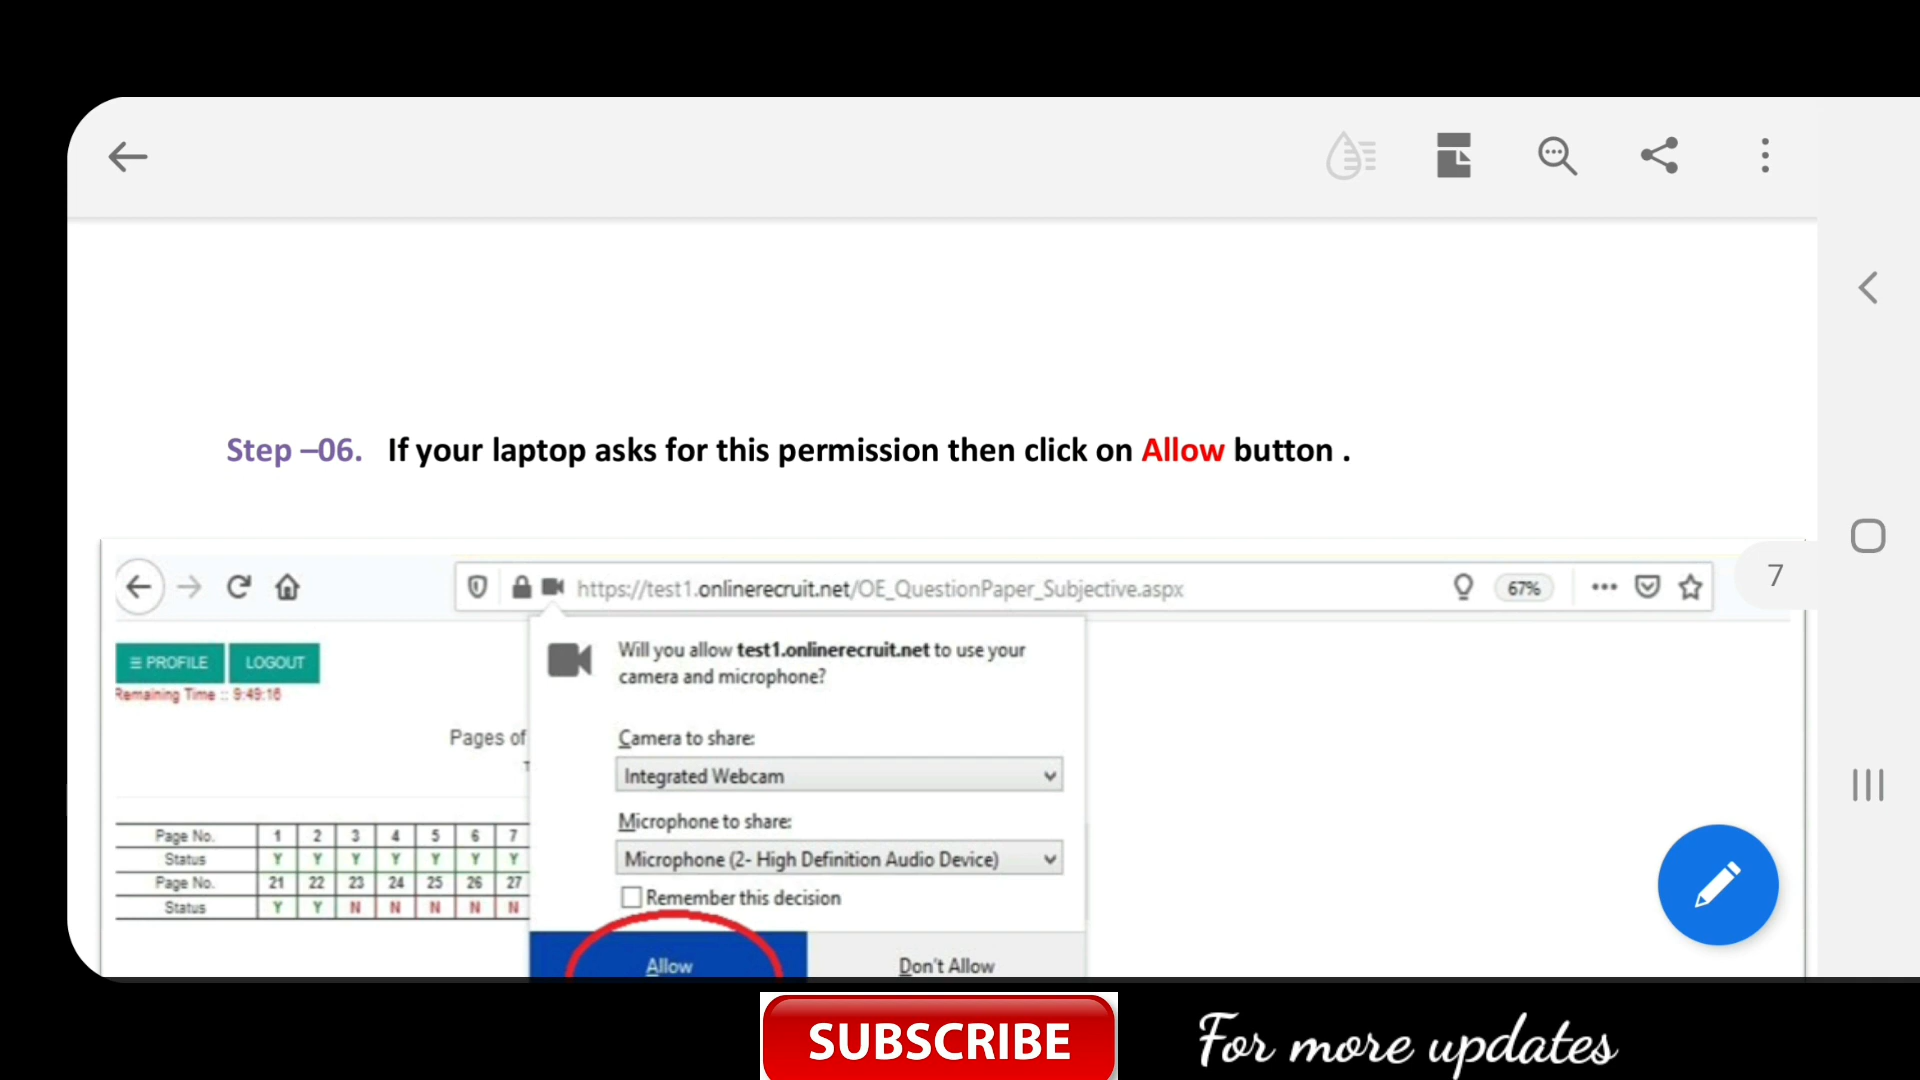 Step –06. If your laptop asks for this permission then click on Allow button .
https://test1.onlinerecruit.net/OE_QuestionPaper_Subjective.aspx
67%
7
☰ PROFILE
LOGOUT
Remaining Time :: 9:49:16
Will you allow test1.onlinerecruit.net to use your
camera and microphone?
Pages of
T
Camera to share:
Integrated Webcam
Microphone to share:
Microphone (2- High Definition Audio Device)
Remember this decision
Page No. 1 2 3 4 5 6 7
Status Y Y Y Y Y Y Y
Page No. 21 22 23 24 25 26 27
Status Y Y N N N N N
Allow
Don't Allow
SUBSCRIBE
For more updates